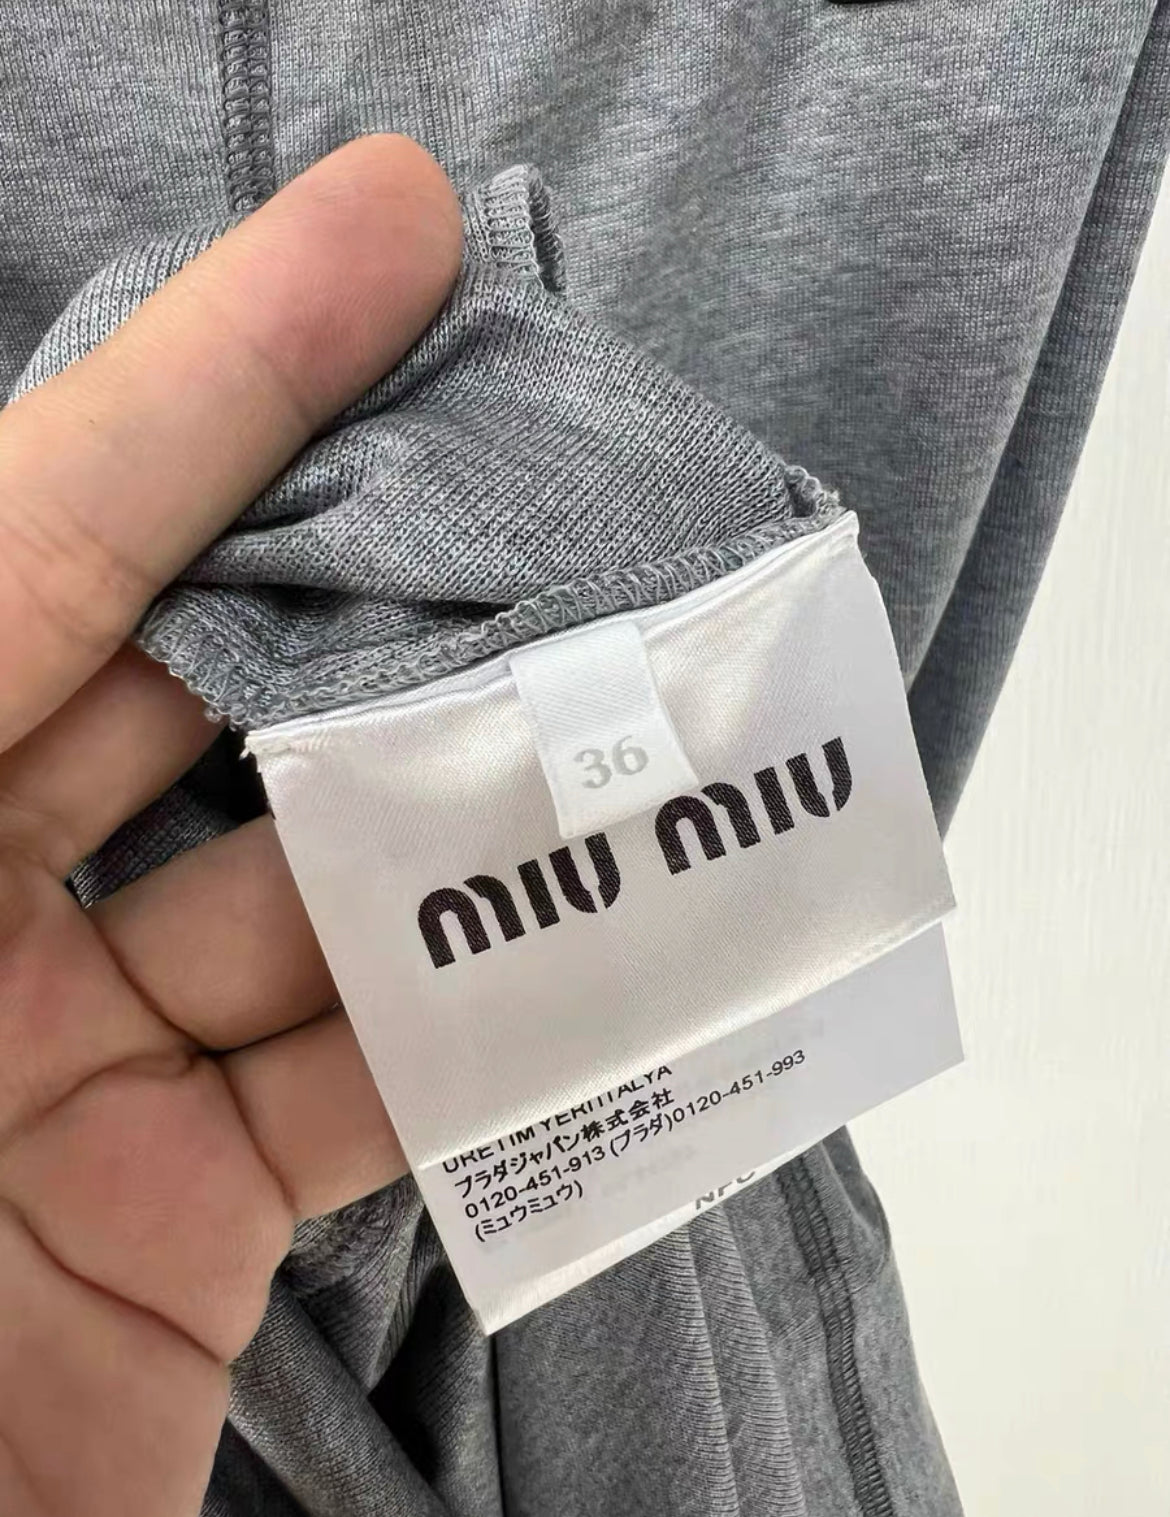 36
MIU MIU
URETIM YERI ITALYA
プラダジャパン株式会社
0120-451-913 (プラダ)0120-451-993
(ミュウミュウ)